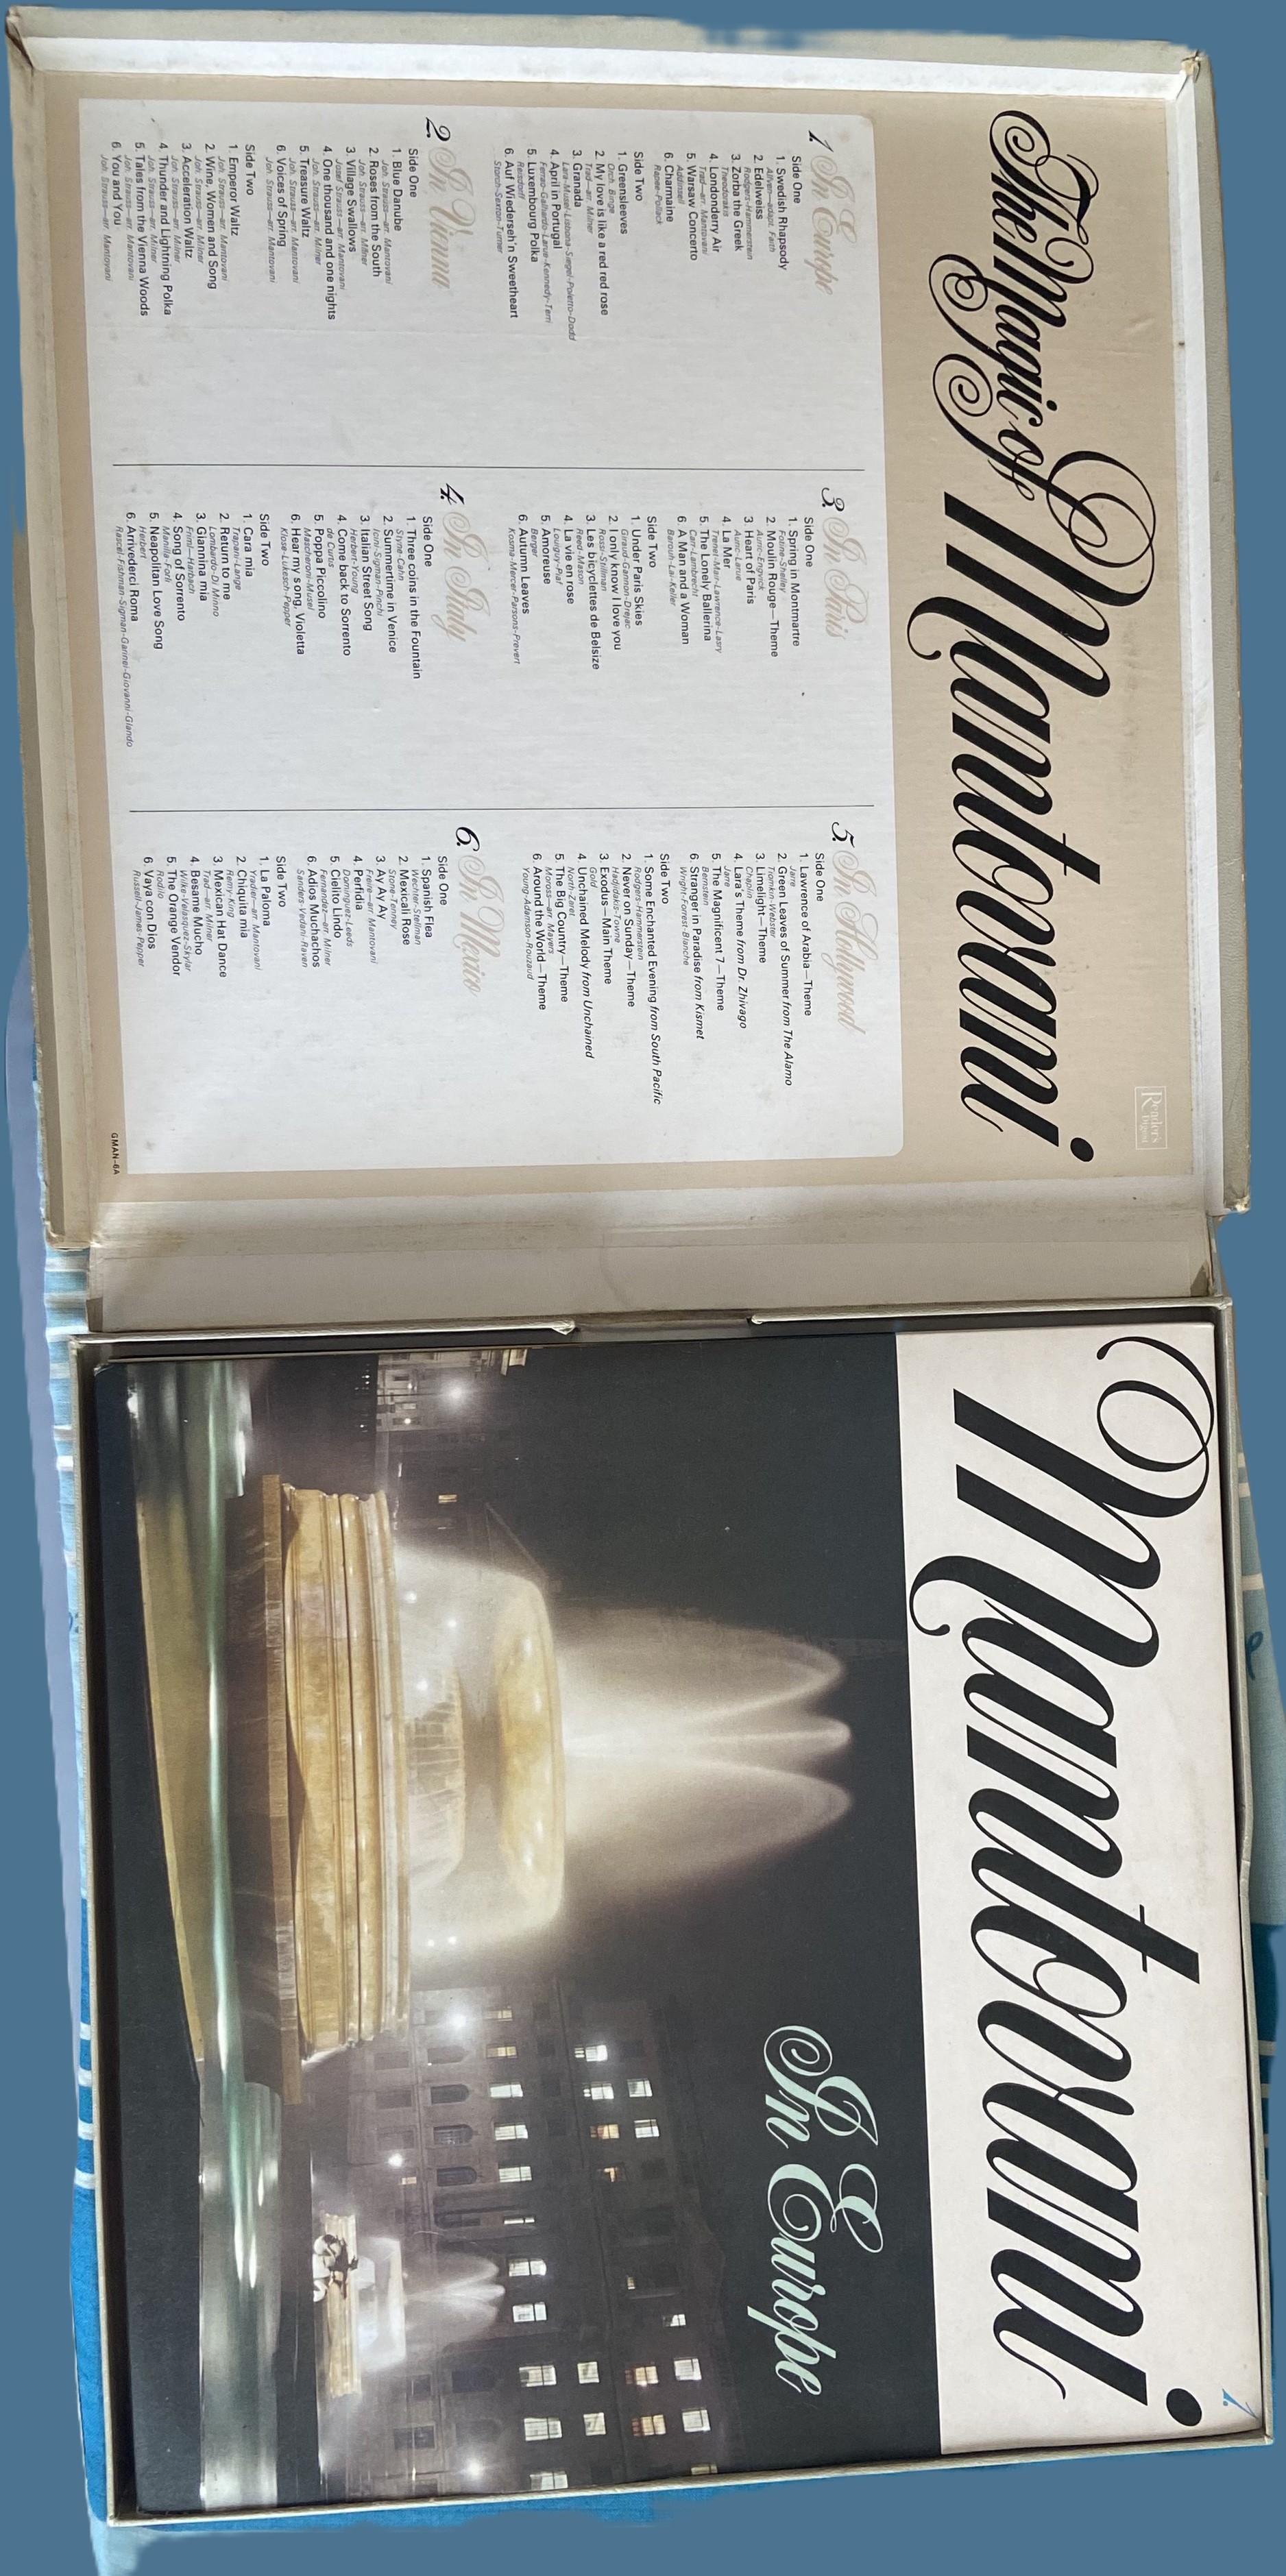 Reader's
Digest
The Magic of Mantovani
1. In Europe
Side One
1. Swedish Rhapsody
Alfven—adapt. Faith
2. Edelweiss
Rodgers-Hammerstein
3. Zorba the Greek
Theodorakis
4. Londonderry Air
Trad—arr. Mantovani
5. Warsaw Concerto
Addinsell
6. Charmaine
Rapee-Pollack
Side Two
1. Greensleeves
Orch. Binge
2. My love is like a red red rose
Trad—arr. Milner
3. Granada
Lara-Musel-Lisbona-Siegel-Poletto-Dodd
4. April in Portugal
Ferrao-Galhardo-Larue-Kennedy-Terri
5. Luxembourg Polka
Reisdorff
6. Auf Wiederseh'n Sweetheart
Storch-Sexton-Turner
2. In Vienna
Side One
1. Blue Danube
Joh. Strauss—arr. Mantovani
2. Roses from the South
Joh. Strauss—arr. Milner
3. Village Swallows
Josef Strauss—arr. Mantovani
4. One thousand and one nights
Joh. Strauss—arr. Milner
5. Treasure Waltz
Joh. Strauss—arr. Mantovani
6. Voices of Spring
Joh. Strauss—arr. Mantovani
Side Two
1. Emperor Waltz
Joh. Strauss—arr. Mantovani
2. Wine, Women and Song
Joh. Strauss—arr. Milner
3. Acceleration Waltz
Joh. Strauss—arr. Milner
4. Thunder and Lightning Polka
Joh. Strauss—arr. Milner
5. Tales from the Vienna Woods
Joh. Strauss—arr. Mantovani
6. You and You
Joh. Strauss—arr. Mantovani
3. In Paris
Side One
1. Spring in Montmartre
Fotine-Shelley
2. Moulin Rouge—Theme
Auric-Engvick
3. Heart of Paris
Auric-Larue
4. La Mer
Trenet-Mair-Lawrence-Lasry
5. The Lonely Ballerina
Carr-Lambrecht
6. A Man and a Woman
Barouh-Lai-Keller
Side Two
1. Under Paris Skies
Giraud-Gannon-Drejac
2. I only know I love you
Rossi-Stillman
3. Les bicyclettes de Belsize
Reed-Mason
4. La vie en rose
Louiguy-Piaf
5. Amoreuse
Berger
6. Autumn Leaves
Kosma-Mercer-Parsons-Prevert
4. In Italy
Side One
1. Three coins in the Fountain
Styne-Cahn
2. Summertime in Venice
Icini-Sigman-Pinchi
3. Italian Street Song
Herbert-Young
4. Come back to Sorrento
de Curtis
5. Poppa Piccolino
Mascheroni-Musel
6. Hear my song, Violetta
Klose-Lukesch-Pepper
Side Two
1. Cara mia
Trapani-Lange
2. Return to me
Lombardo-Di Minno
3. Giannina mia
Friml—Harbach
4. Song of Sorrento
Manilla-Forli
5. Neapolitan Love Song
Herbert
6. Arrivederci Roma
Rascel-Fishman-Sigman-Garinei-Giovanni-Glando
5. In Hollywood
Side One
1. Lawrence of Arabia—Theme
Jarre
2. Green Leaves of Summer from The Alamo
Tiomkin-Webster
3. Limelight—Theme
Chaplin
4. Lara's Theme from Dr. Zhivago
Jarre
5. The Magnificent 7—Theme
Bernstein
6. Stranger in Paradise from Kismet
Wright-Forrest-Blanche
Side Two
1. Some Enchanted Evening from South Pacific
Rodgers-Hammerstein
2. Never on Sunday—Theme
Hadjidakis-Towne
3. Exodus—Main Theme
Gold
4. Unchained Melody from Unchained
North-Zaret
5. The Big Country—Theme
Moross—arr. Mayers
6. Around the World—Theme
Young-Adamson-Rouzaud
6. In Mexico
Side One
1. Spanish Flea
Wechter-Stellman
2. Mexicali Rose
Stone-Tenney
3. Ay Ay Ay
Freire—arr. Mantovani
4. Perfidia
Dominguez-Leeds
5. Cielito Lindo
Fernandez—arr. Milner
6. Adios Muchachos
Sanders-Vedani-Raven
Side Two
1. La Paloma
Yradier—arr. Mantovani
2. Chiquita mia
Remy-King
3. Mexican Hat Dance
Trad—arr. Milner
4. Besame Mucho
Wilke-Velasquez-Skylar
5. The Orange Vendor
Rodilo
6. Vaya con Dios
Russell-James-Pepper
GMAN-6A
1.
Mantovani
In Europe